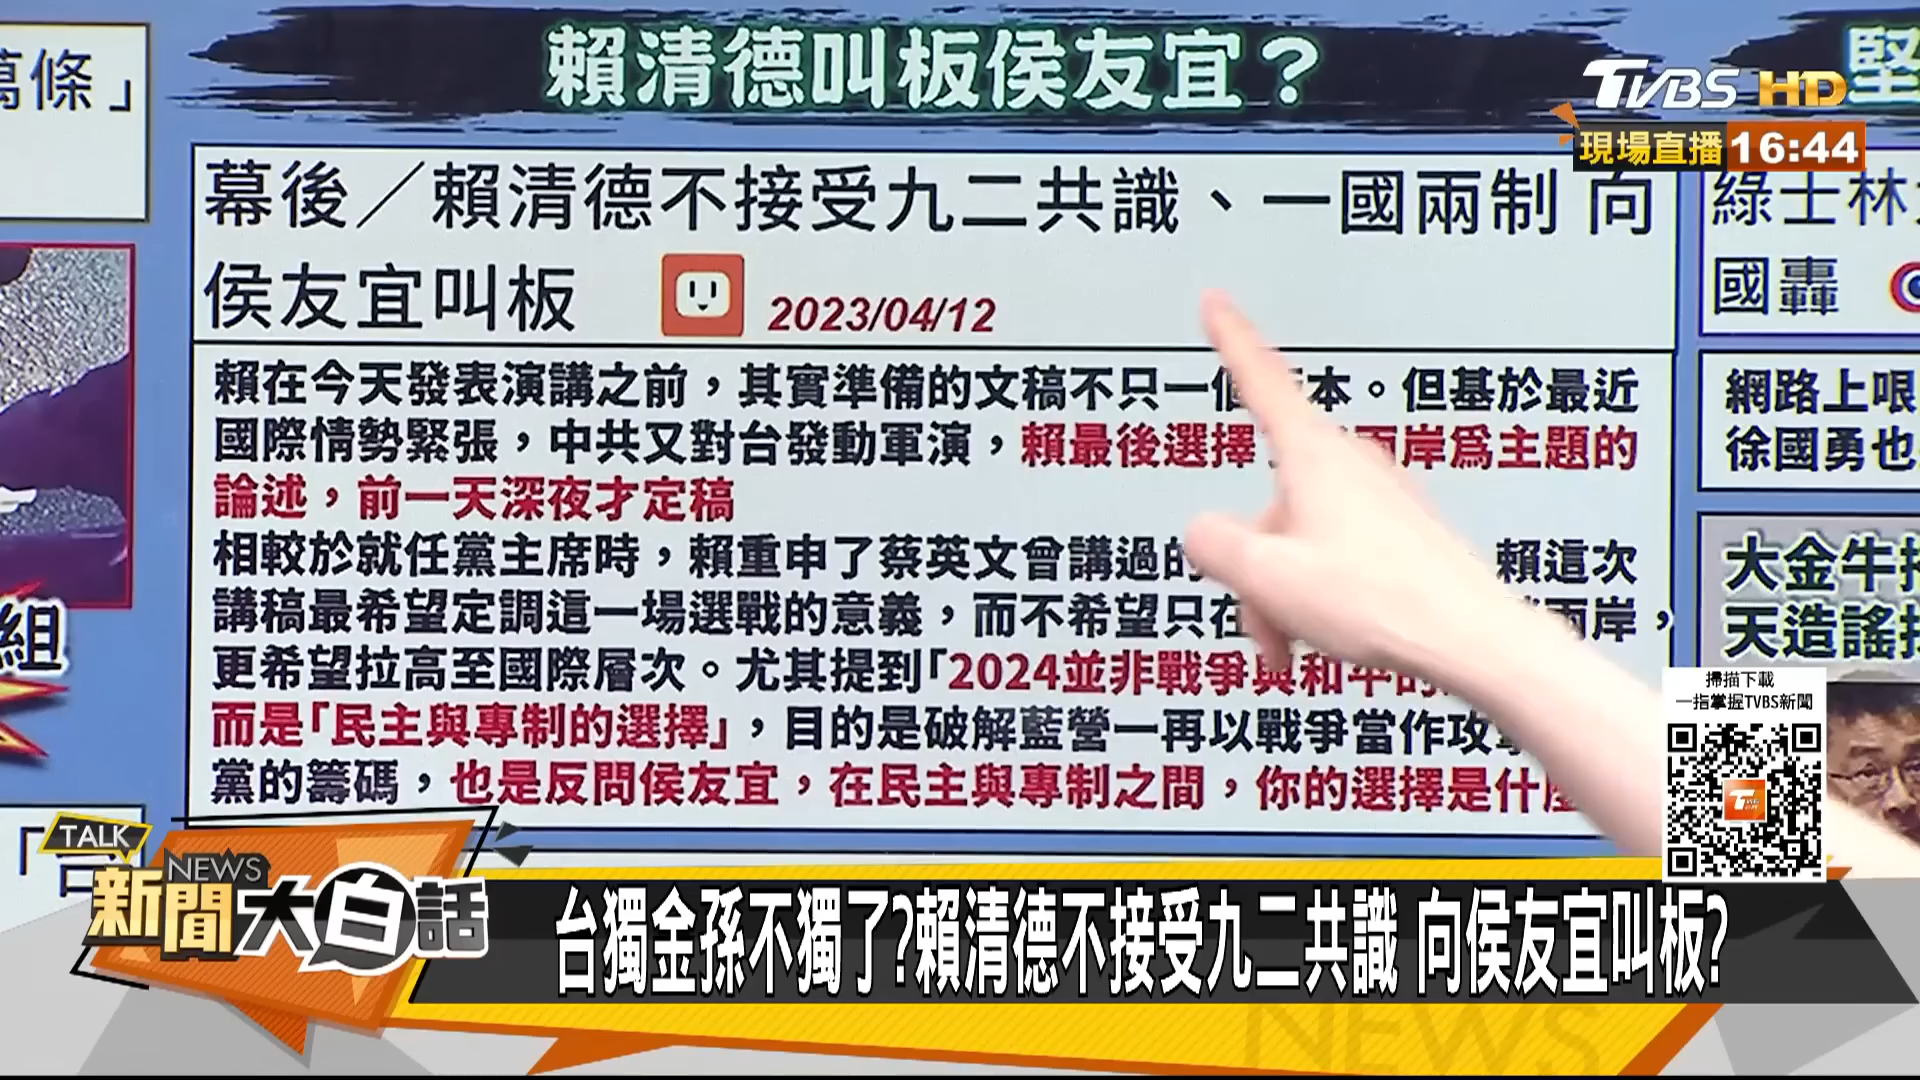 賴清德叫板侯友宜？
堅
TVBS HD
現場直播 16:44
萬條」
幕後／賴清德不接受九二共識、一國兩制 向
侯友宜叫板 2023/04/12
賴在今天發表演講之前，其實準備的文稿不只一個 本。但基於最近
國際情勢緊張，中共又對台發動軍演，賴最後選擇 兩岸為主題的
論述，前一天深夜才定稿
相較於就任黨主席時，賴重申了蔡英文曾講過的 賴這次
講稿最希望定調這一場選戰的意義，而不希望只在 兩岸，
更希望拉高至國際層次。尤其提到「2024並非戰爭與和平的
而是「民主與專制的選擇」，目的是破解藍營一再以戰爭當作攻
黨的籌碼，也是反問侯友宜，在民主與專制之間，你的選擇是什麼
綠士林
國轟
網路上哏
徐國勇也
大金牛
天造謠
組
掃描下載
一指掌握TVBS新聞
TALK
NEWS
新聞大白話
台獨金孫不獨了?賴清德不接受九二共識 向侯友宜叫板?
NEWS